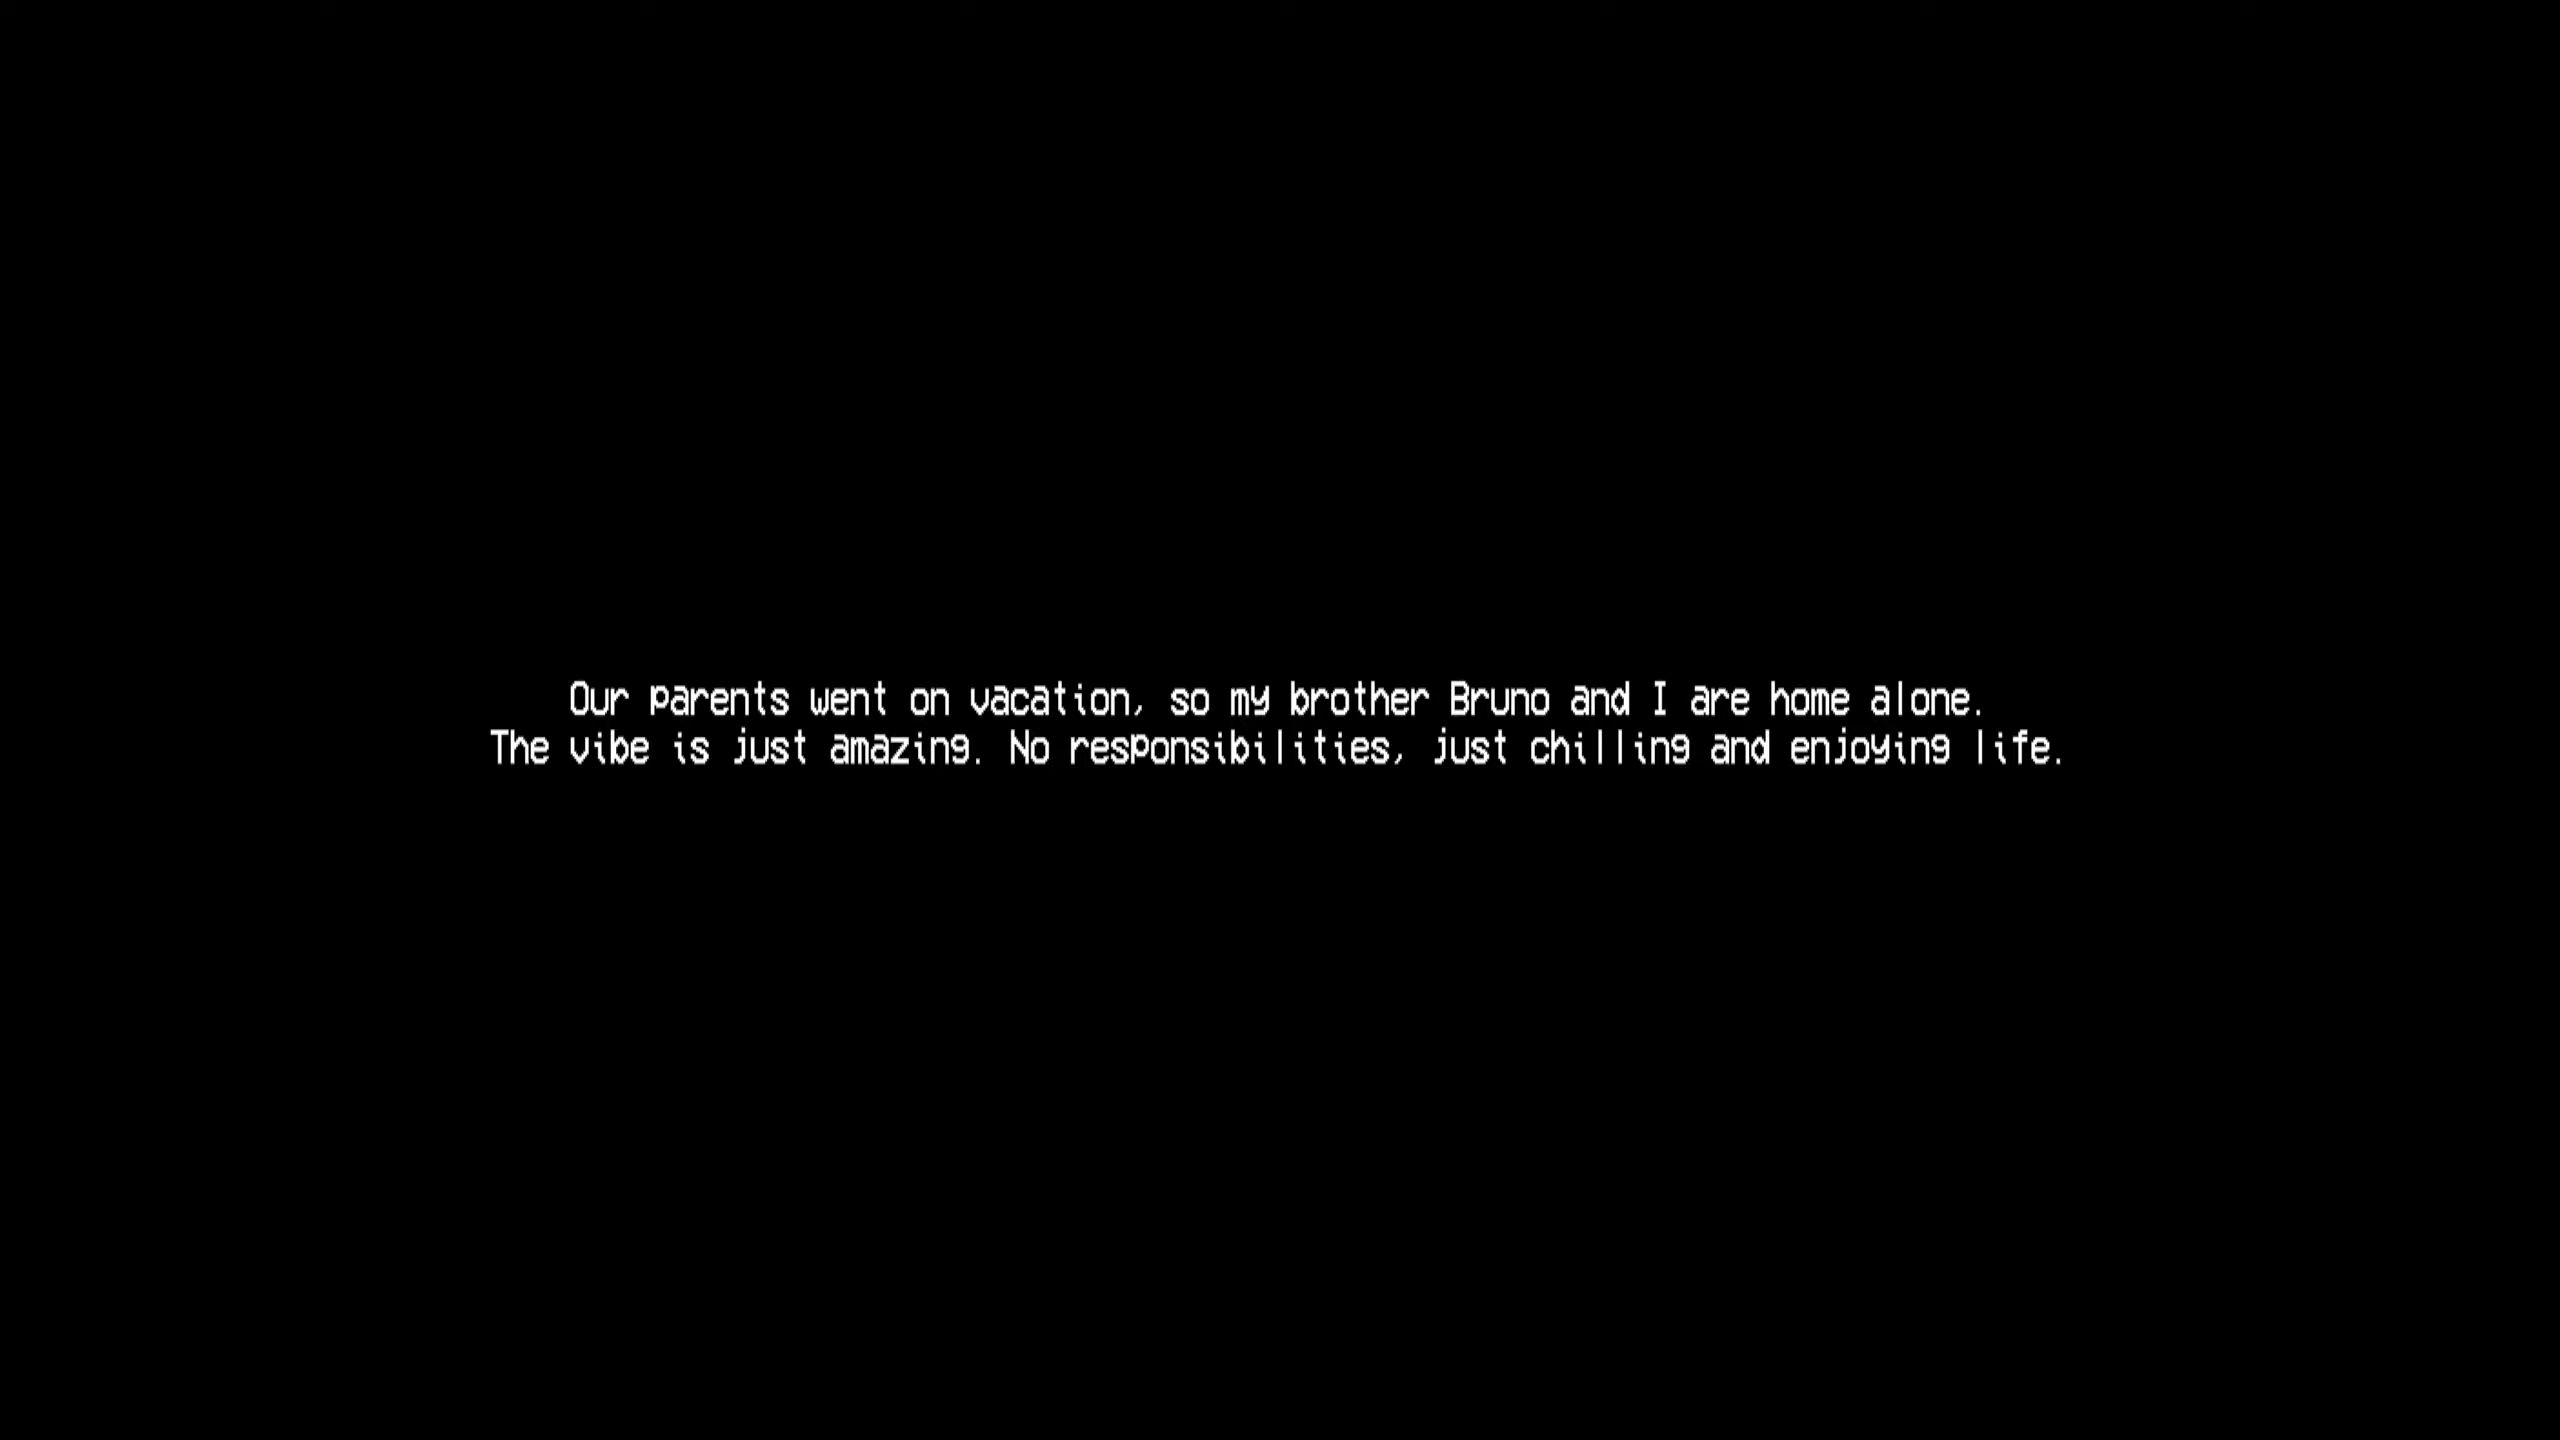 Our parents went on vacation, so my brother Bruno and I are home alone.
The vibe is just amazing. No responsibilities, just chilling and enjoying life.